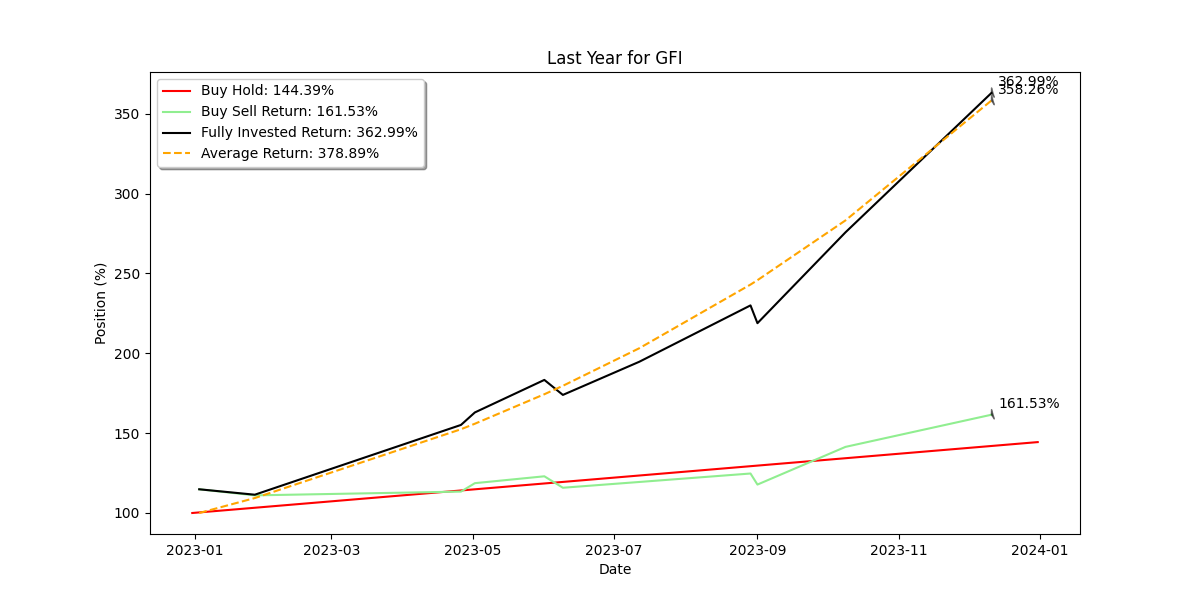 Last Year for GFI
Buy Hold: 144.39%
Buy Sell Return: 161.53%
Fully Invested Return: 362.99%
Average Return: 378.89%
362.99%
358.26%
161.53%
350
300
250
200
150
100
Position (%)
2023-01 2023-03 2023-05 2023-07 2023-09 2023-11 2024-01
Date